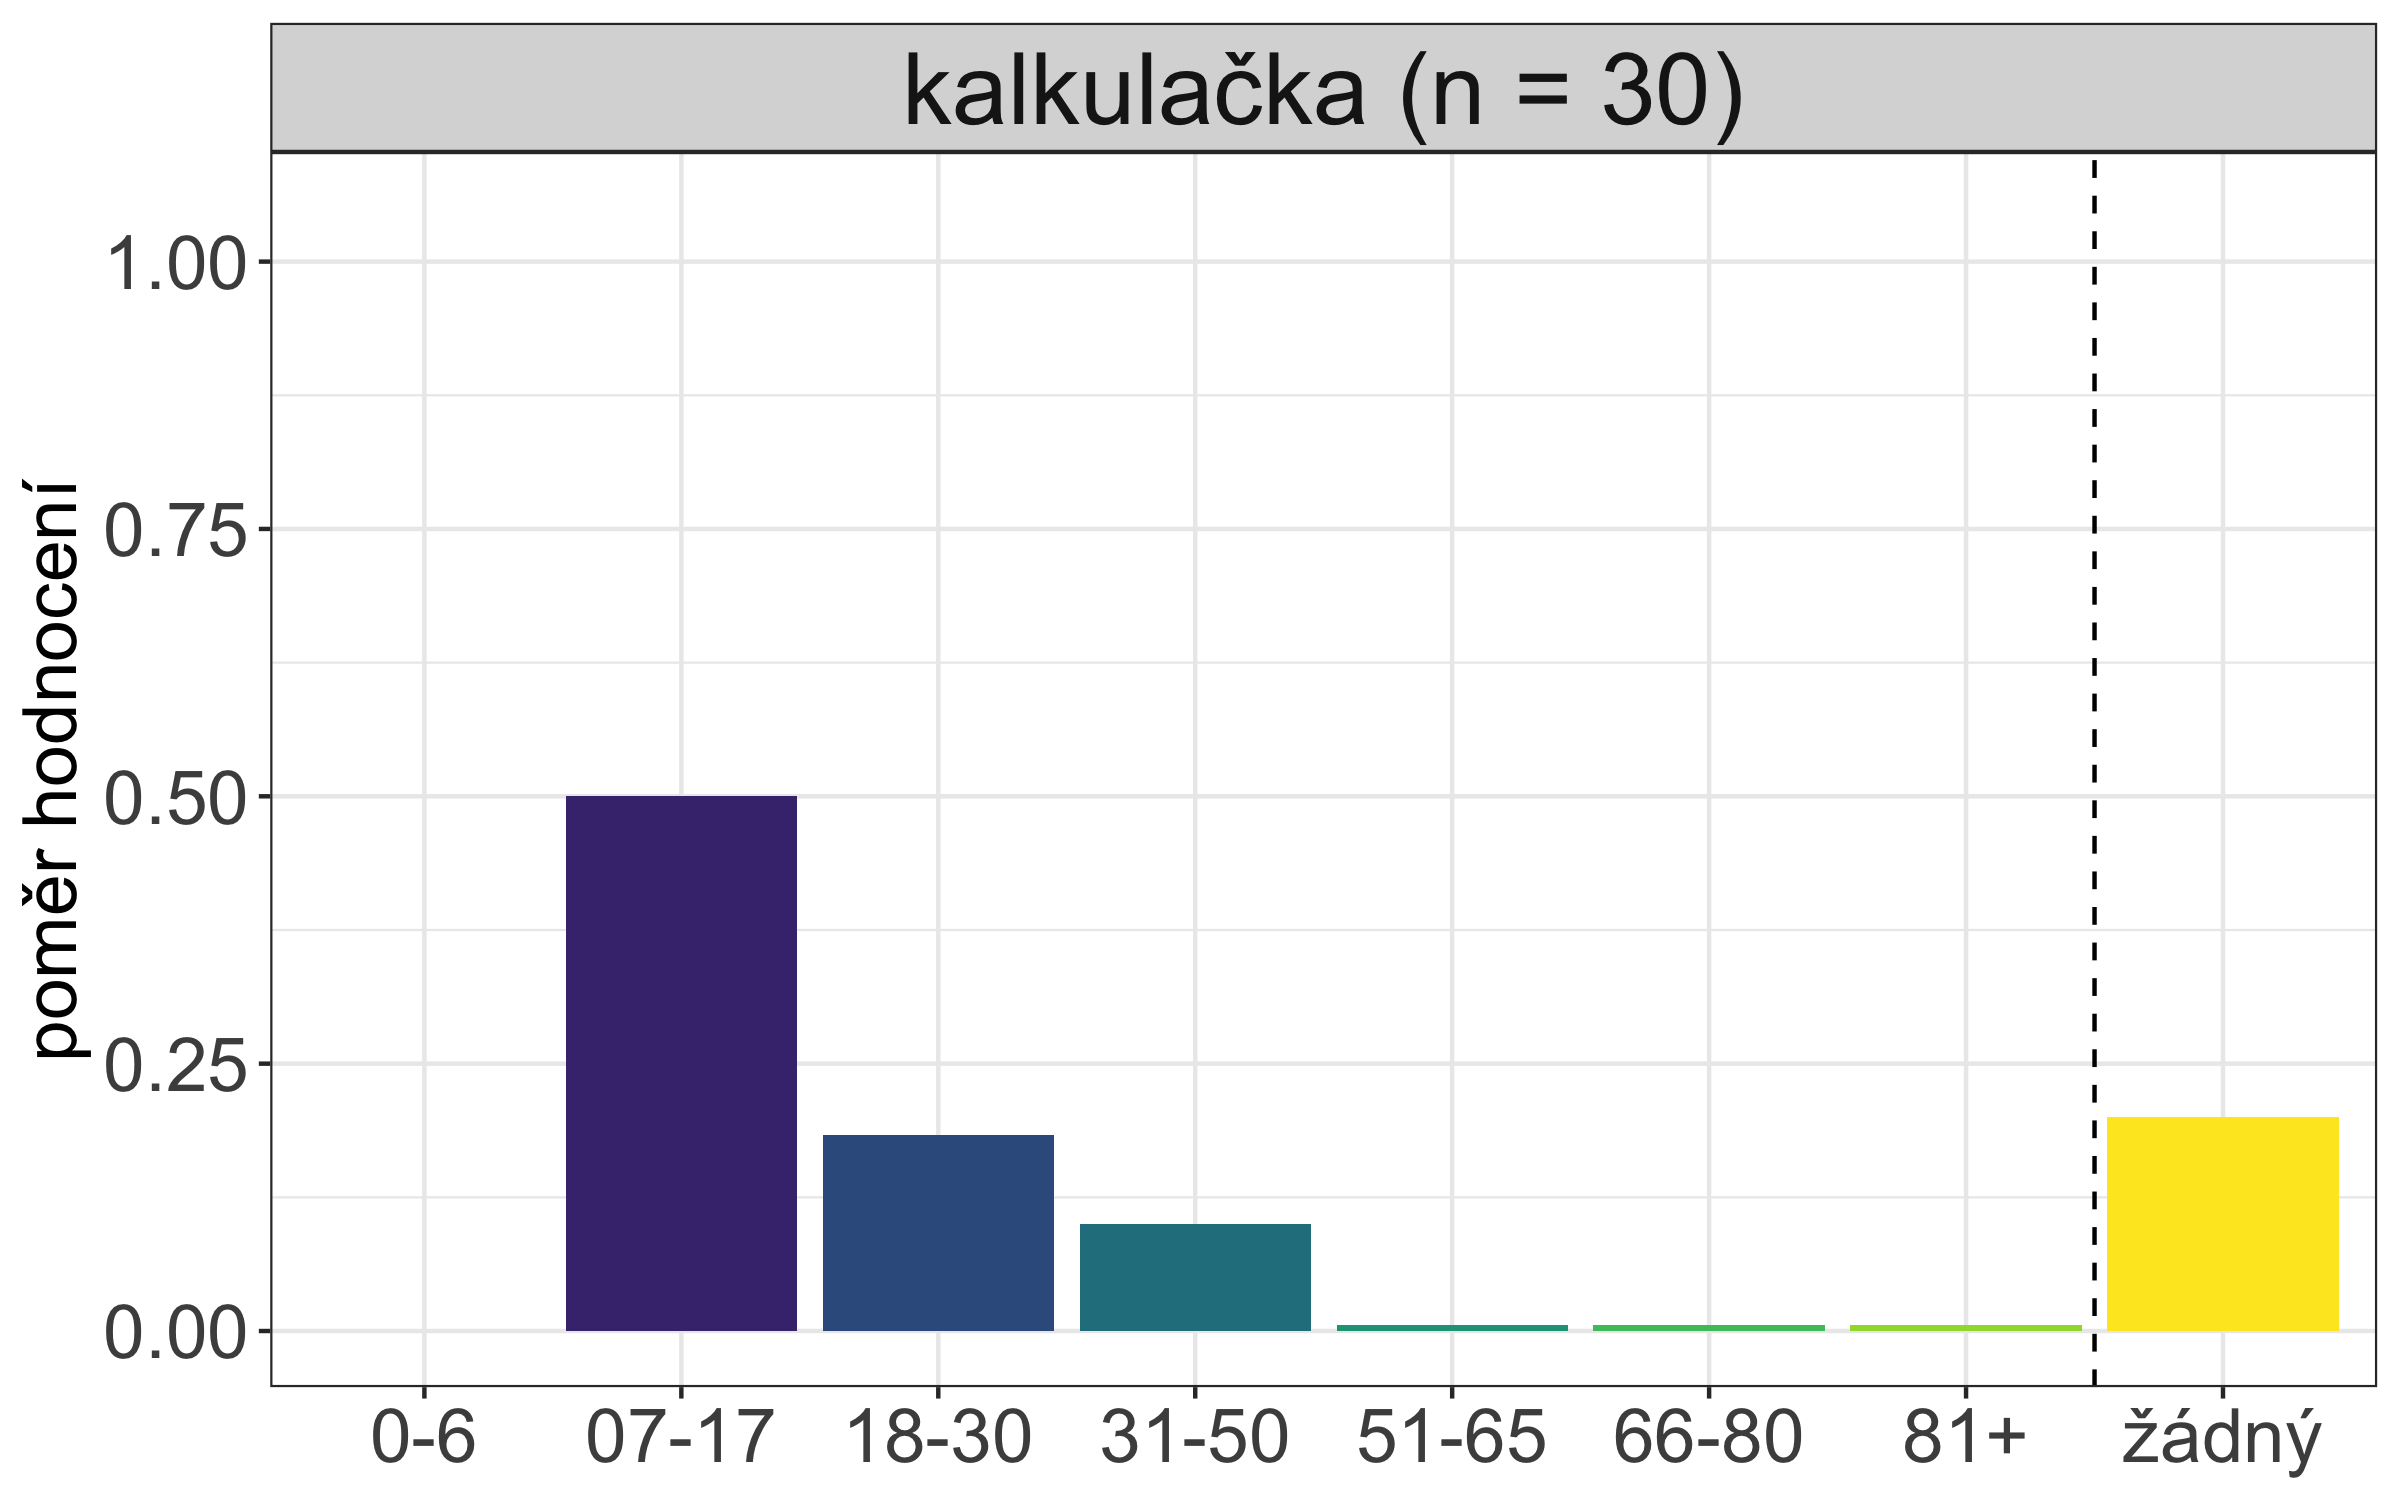 kalkulačka (n = 30)
poměr hodnocení
1.00
0.75
0.50
0.25
0.00
0-6 07-17 18-30 31-50 51-65 66-80 81+ žádný